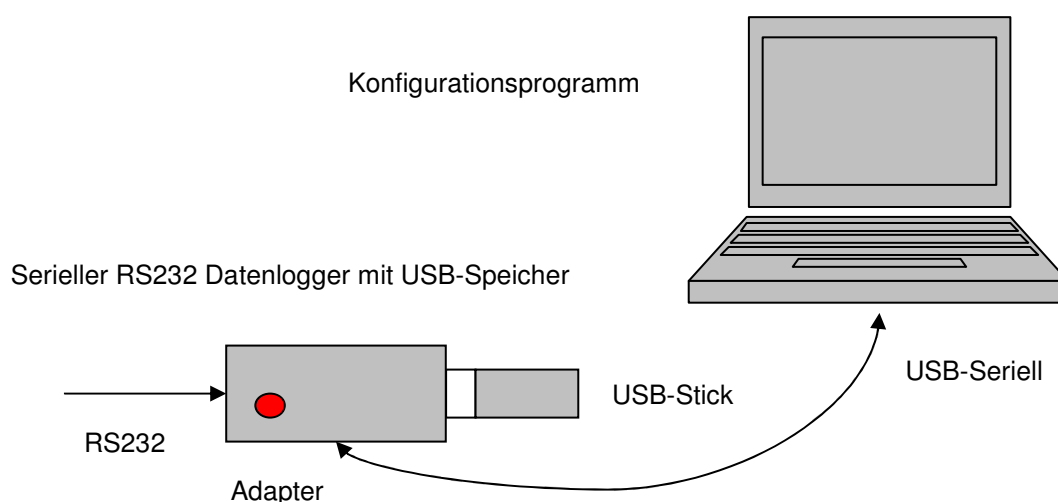 Konfigurationsprogramm
Serieller RS232 Datenlogger mit USB-Speicher
USB-Seriell
USB-Stick
RS232
Adapter